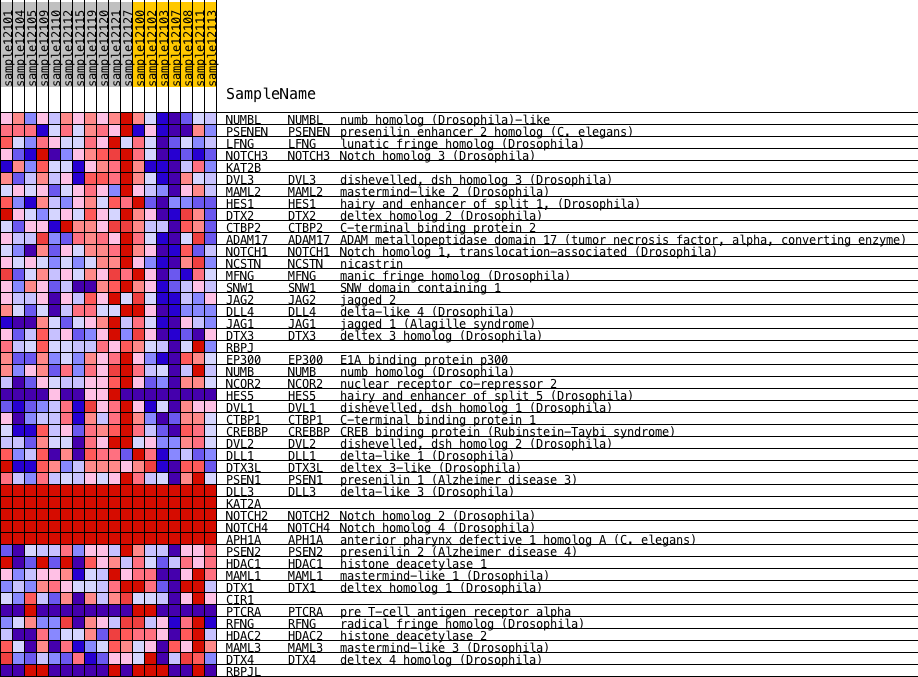 sample12101
sample12104
sample12105
sample12109
sample12110
sample12112
sample12115
sample12119
sample12120
sample12121
sample12127
sample12100
sample12102
sample12103
sample12107
sample12108
sample12111
sample12113
SampleName
NUMBL NUMBL numb homolog (Drosophila)-like
PSENEN PSENEN presenilin enhancer 2 homolog (C. elegans)
LFNG LFNG lunatic fringe homolog (Drosophila)
NOTCH3 NOTCH3 Notch homolog 3 (Drosophila)
KAT2B
DVL3 DVL3 dishevelled, dsh homolog 3 (Drosophila)
MAML2 MAML2 mastermind-like 2 (Drosophila)
HES1 HES1 hairy and enhancer of split 1, (Drosophila)
DTX2 DTX2 deltex homolog 2 (Drosophila)
CTBP2 CTBP2 C-terminal binding protein 2
ADAM17 ADAM17 ADAM metallopeptidase domain 17 (tumor necrosis factor, alpha, converting enzyme)
NOTCH1 NOTCH1 Notch homolog 1, translocation-associated (Drosophila)
NCSTN NCSTN nicastrin
MFNG MFNG manic fringe homolog (Drosophila)
SNW1 SNW1 SNW domain containing 1
JAG2 JAG2 jagged 2
DLL4 DLL4 delta-like 4 (Drosophila)
JAG1 JAG1 jagged 1 (Alagille syndrome)
DTX3 DTX3 deltex 3 homolog (Drosophila)
RBPJ
EP300 EP300 E1A binding protein p300
NUMB NUMB numb homolog (Drosophila)
NCOR2 NCOR2 nuclear receptor co-repressor 2
HES5 HES5 hairy and enhancer of split 5 (Drosophila)
DVL1 DVL1 dishevelled, dsh homolog 1 (Drosophila)
CTBP1 CTBP1 C-terminal binding protein 1
CREBBP CREBBP CREB binding protein (Rubinstein-Taybi syndrome)
DVL2 DVL2 dishevelled, dsh homolog 2 (Drosophila)
DLL1 DLL1 delta-like 1 (Drosophila)
DTX3L DTX3L deltex 3-like (Drosophila)
PSEN1 PSEN1 presenilin 1 (Alzheimer disease 3)
DLL3 DLL3 delta-like 3 (Drosophila)
KAT2A
NOTCH2 NOTCH2 Notch homolog 2 (Drosophila)
NOTCH4 NOTCH4 Notch homolog 4 (Drosophila)
APH1A APH1A anterior pharynx defective 1 homolog A (C. elegans)
PSEN2 PSEN2 presenilin 2 (Alzheimer disease 4)
HDAC1 HDAC1 histone deacetylase 1
MAML1 MAML1 mastermind-like 1 (Drosophila)
DTX1 DTX1 deltex homolog 1 (Drosophila)
CIR1
PTCRA PTCRA pre T-cell antigen receptor alpha
RFNG RFNG radical fringe homolog (Drosophila)
HDAC2 HDAC2 histone deacetylase 2
MAML3 MAML3 mastermind-like 3 (Drosophila)
DTX4 DTX4 deltex 4 homolog (Drosophila)
RBPJL